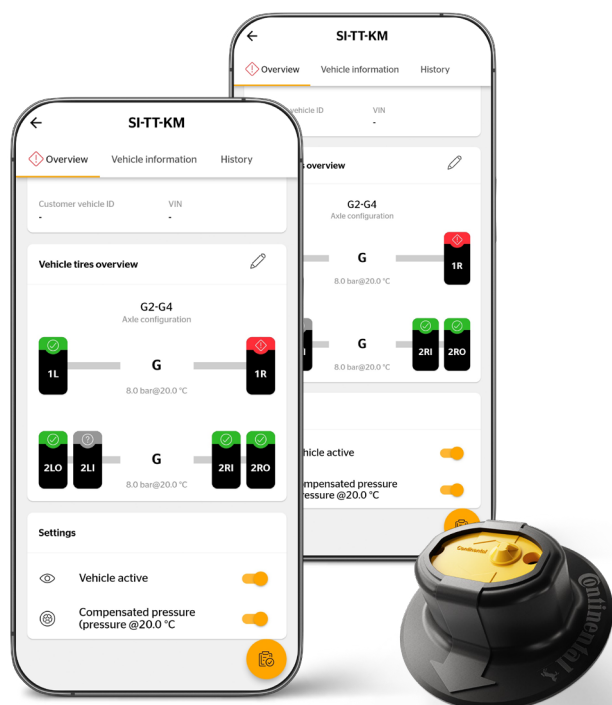 SI-TT-KM
Overview
Vehicle information
History
Customer vehicle ID
VIN
-
-
Vehicle tires overview
G2-G4
Axle configuration
1L
G
1R
8.0 bar@20.0 °C
2LO
2LI
G
2RI
2RO
8.0 bar@20.0 °C
Settings
Vehicle active
Compensated pressure
(pressure @20.0 °C
SI-TT-KM
Overview
Vehicle information
History
vehicle ID
VIN
-
overview
G2-G4
Axle configuration
G
1R
8.0 bar@20.0 °C
G
2RI
2RO
8.0 bar@20.0 °C
hicle active
mpensated pressure
ressure @20.0 °C
Continental
Continental